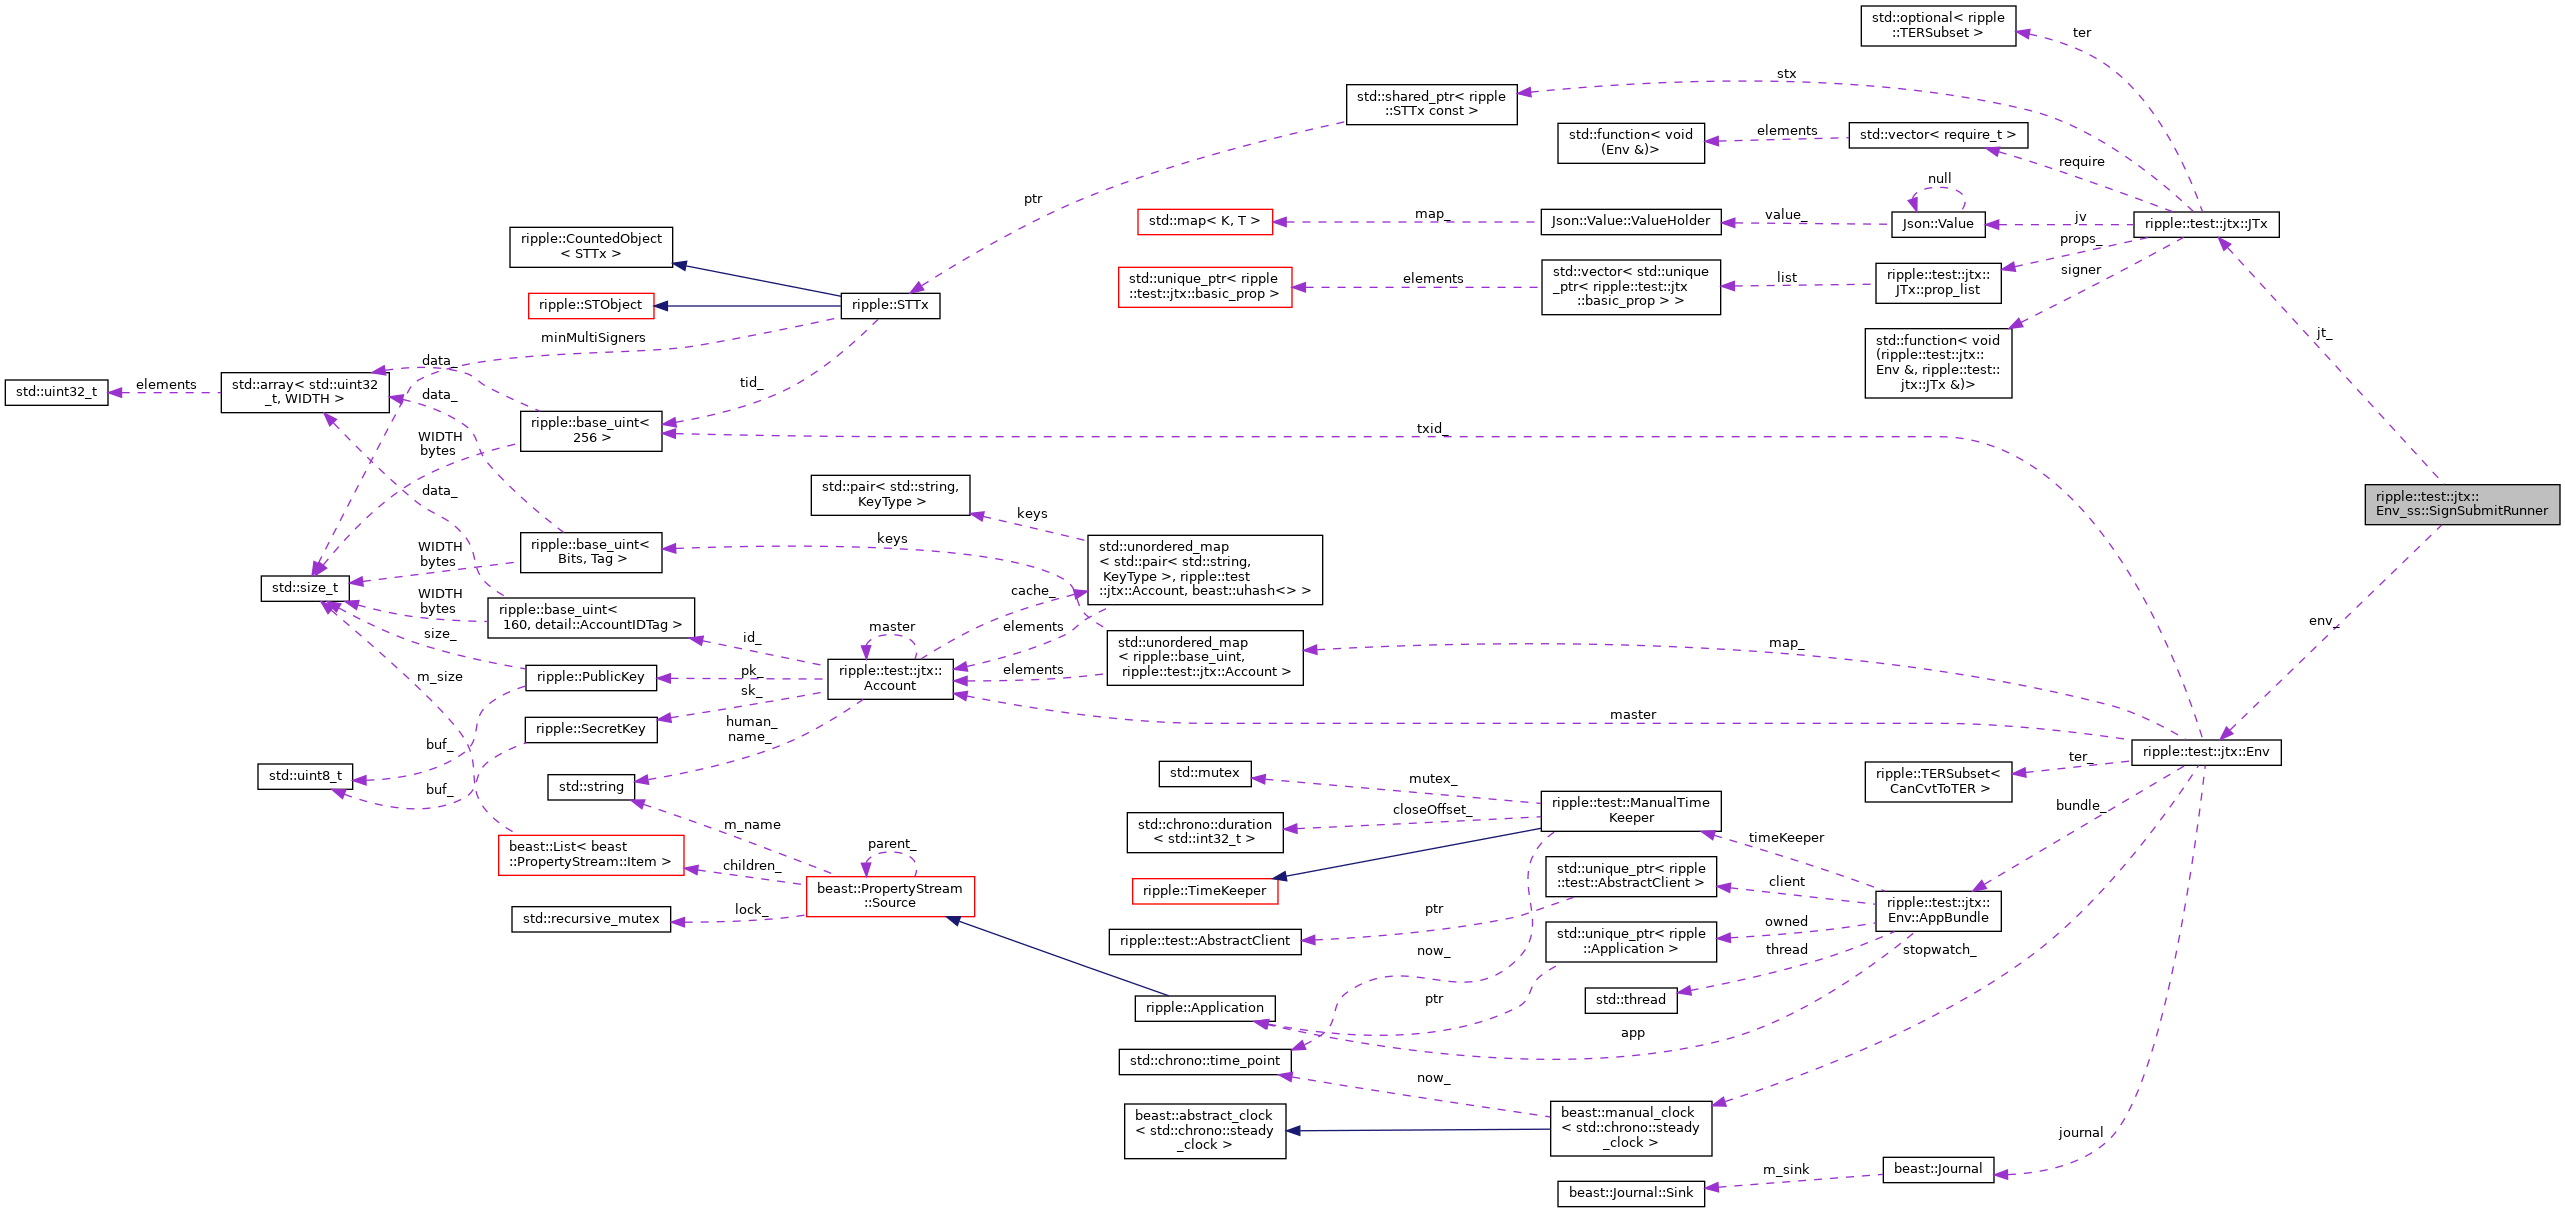 std::optional< ripple
::TERSubset >
ter
stx
std::shared_ptr< ripple
::STTx const >
std::function< void
(Env &)>
elements
std::vector< require_t >
require
null
ptr
std::map< K, T >
map_
Json::Value::ValueHolder
value_
Json::Value
jv
ripple::test::jtx::JTx
ripple::CountedObject
< STTx >
props_
signer
std::unique_ptr< ripple
::test::jtx::basic_prop >
elements
std::vector< std::unique
_ptr< ripple::test::jtx
::basic_prop > >
list
ripple::test::jtx::
JTx::prop_list
ripple::STObject
ripple::STTx
minMultiSigners
jt_
std::function< void
(ripple::test::jtx::
Env &, ripple::test::
jtx::JTx &)>
data_
tid_
std::uint32_t
elements
std::array< std::uint32
_t, WIDTH >
data_
ripple::base_uint<
256 >
txid_
WIDTH
bytes
data_
std::pair< std::string,
KeyType >
keys
keys
ripple::test::jtx::
Env_ss::SignSubmitRunner
ripple::base_uint<
Bits, Tag >
WIDTH
bytes
std::unordered_map
< std::pair< std::string,
KeyType >, ripple::test
::jtx::Account, beast::uhash<> >
std::size_t
WIDTH
bytes
ripple::base_uint<
160, detail::AccountIDTag >
cache_
elements
master
id_
size_
env_
std::unordered_map
< ripple::base_uint,
ripple::test::jtx::Account >
map_
elements
ripple::test::jtx::
Account
ripple::PublicKey
pk_
sk_
m_size
master
human_
name_
ripple::SecretKey
buf_
ripple::test::jtx::Env
ter_
std::uint8_t
std::string
buf_
std::mutex
mutex_
closeOffset_
std::chrono::duration
< std::int32_t >
ripple::test::ManualTime
Keeper
ripple::TERSubset<
CanCvtToTER >
bundle_
timeKeeper
m_name
parent_
beast::List< beast
::PropertyStream::Item >
children_
beast::PropertyStream
::Source
ripple::TimeKeeper
std::unique_ptr< ripple
::test::AbstractClient >
client
ripple::test::jtx::
Env::AppBundle
std::recursive_mutex
lock_
ptr
ripple::test::AbstractClient
now_
std::unique_ptr< ripple
::Application >
owned
thread
stopwatch_
ripple::Application
ptr
std::thread
app
std::chrono::time_point
now_
beast::abstract_clock
< std::chrono::steady
_clock >
beast::manual_clock
< std::chrono::steady
_clock >
journal
beast::Journal::Sink
m_sink
beast::Journal